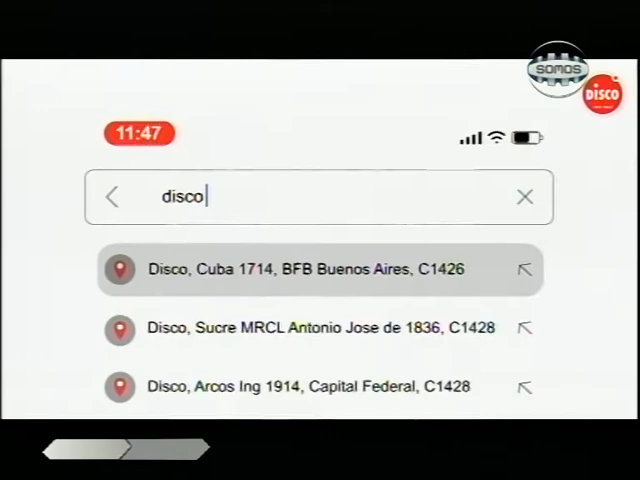 SOMOS
DISCO
11:47
disco
Disco, Cuba 1714, BFB Buenos Aires, C1426
Disco, Sucre MRCL Antonio Jose de 1836, C1428
Disco, Arcos Ing 1914, Capital Federal, C1428